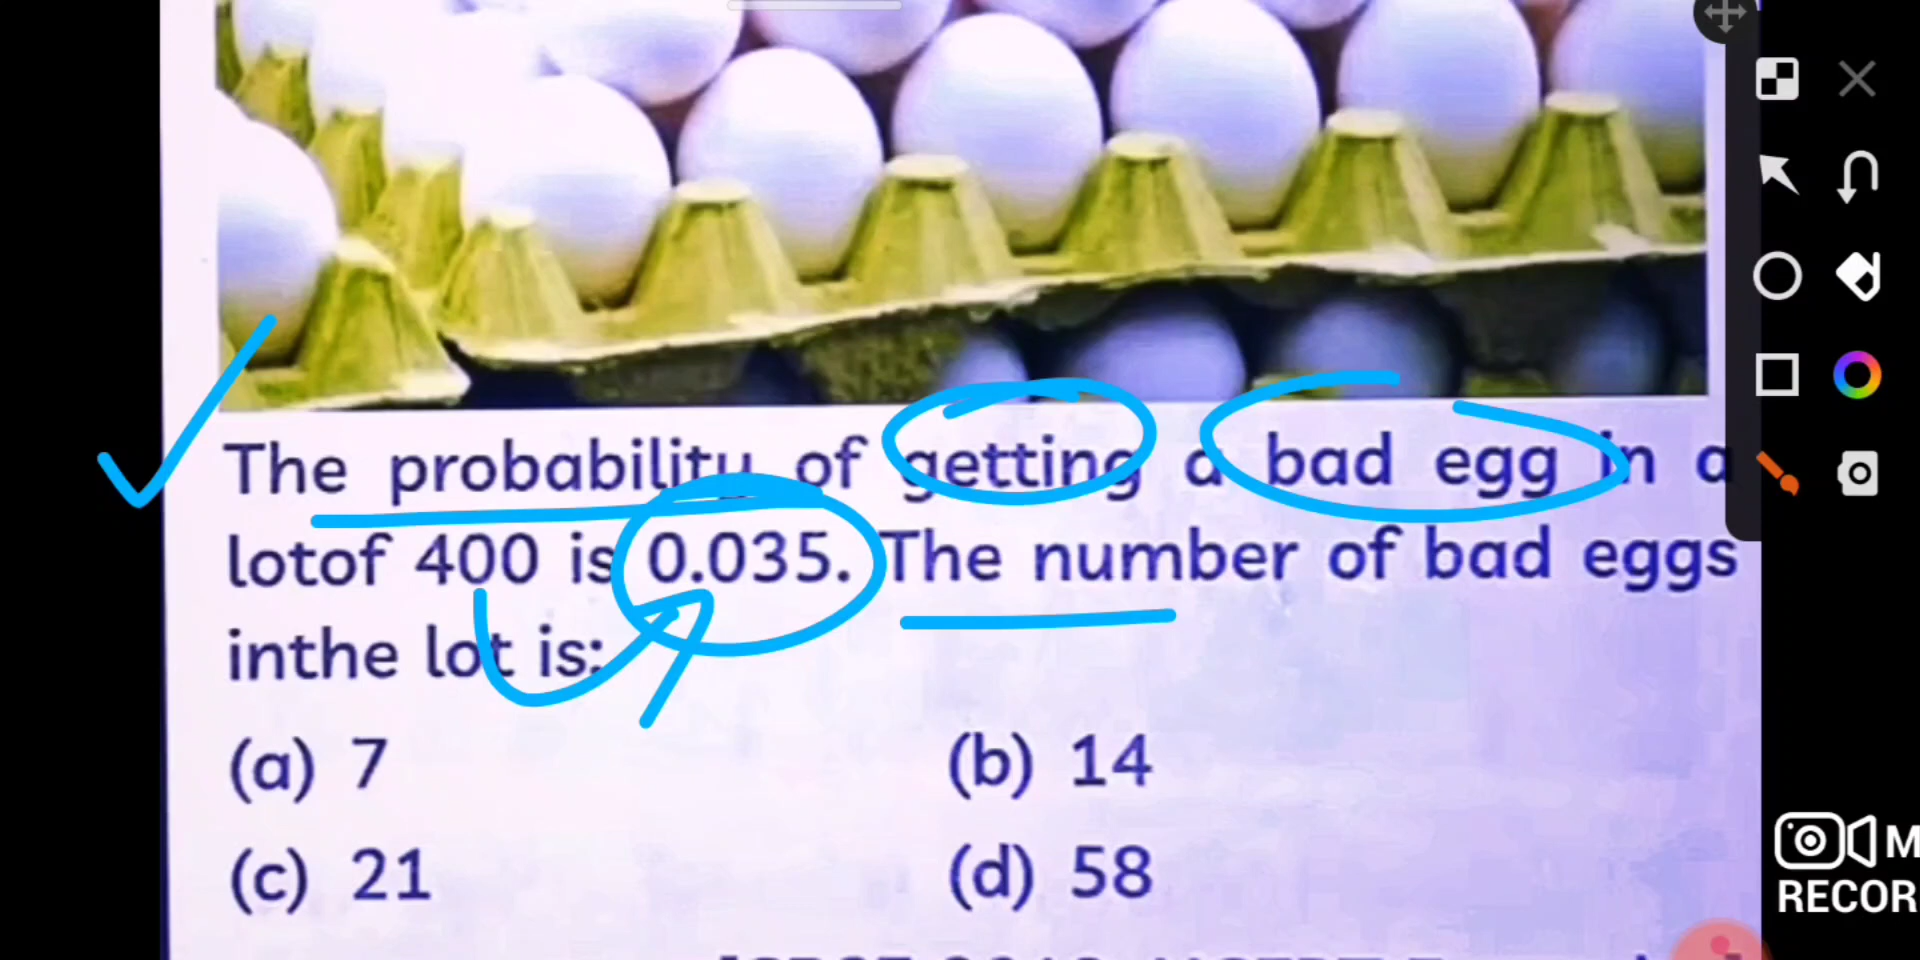 The probability of getting a bad egg in a
lotof 400 is 0.035. The number of bad eggs
inthe lot is:
(a) 7 (b) 14
(c) 21 (d) 58
RECOR